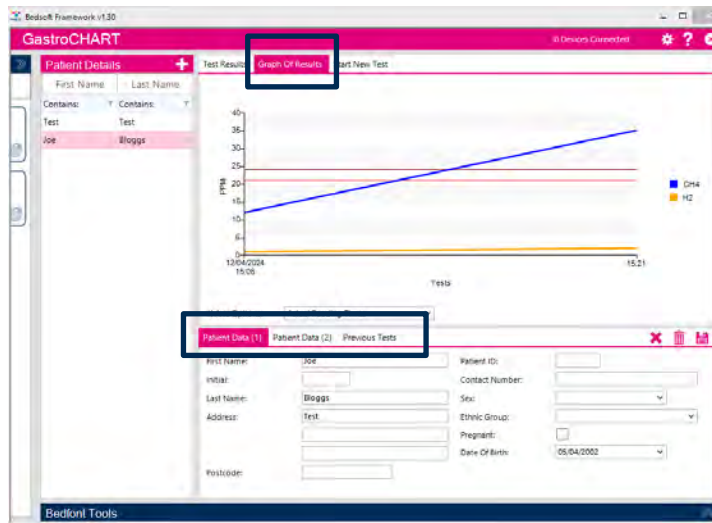 Bedsoft Framework v1.30
GastroCHART
0 Devices Connected
?
Patient Details
+
First Name Last Name
Contains: Contains:
Test Test
Joe Bloggs
Test Results Graph Of Results Start New Test
40
35
30
25
20
15
10
5
0
PPM
12/04/2024
15:06
15:21
Tests
CH4
H2
Patient Data (1) Patient Data (2) Previous Tests
First Name: Joe Patient ID:
Initial: Contact Number:
Last Name: Bloggs Sex:
Address: Test Ethnic Group:
Pregnant:
Date Of Birth: 05/04/2002
Postcode:
Bedfont Tools